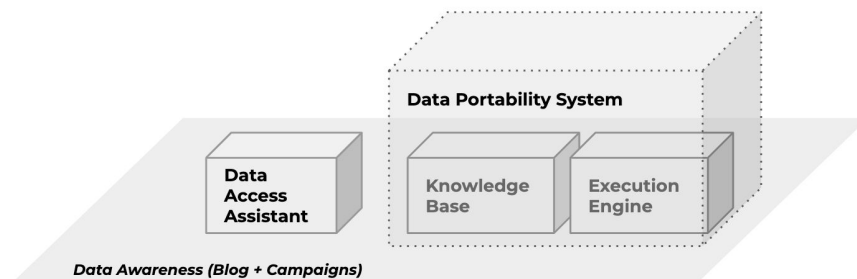 Data Portability System
Data
Access
Assistant
Knowledge
Base
Execution
Engine
Data Awareness (Blog + Campaigns)